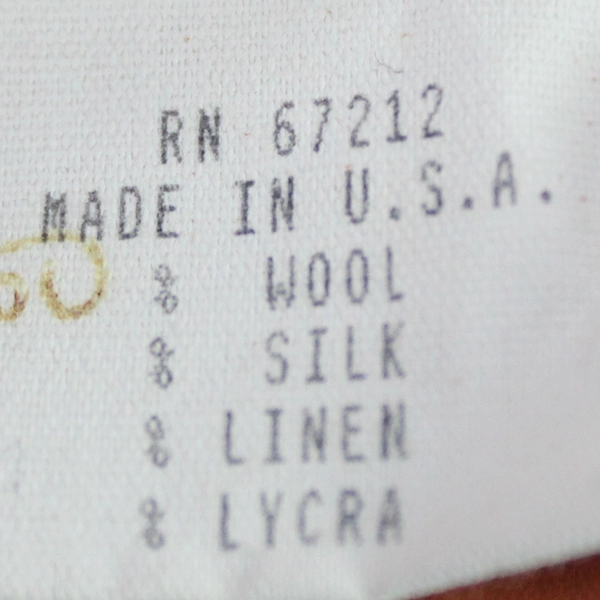 RN 67212
MADE IN U.S.A.
% WOOL
% SILK
% LINEN
% LYCRA